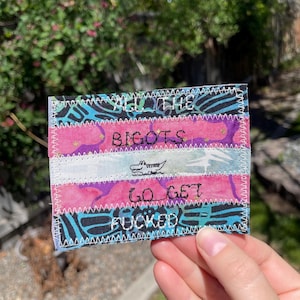 ALL THE
BIGOTS
GO GET
FUCKED